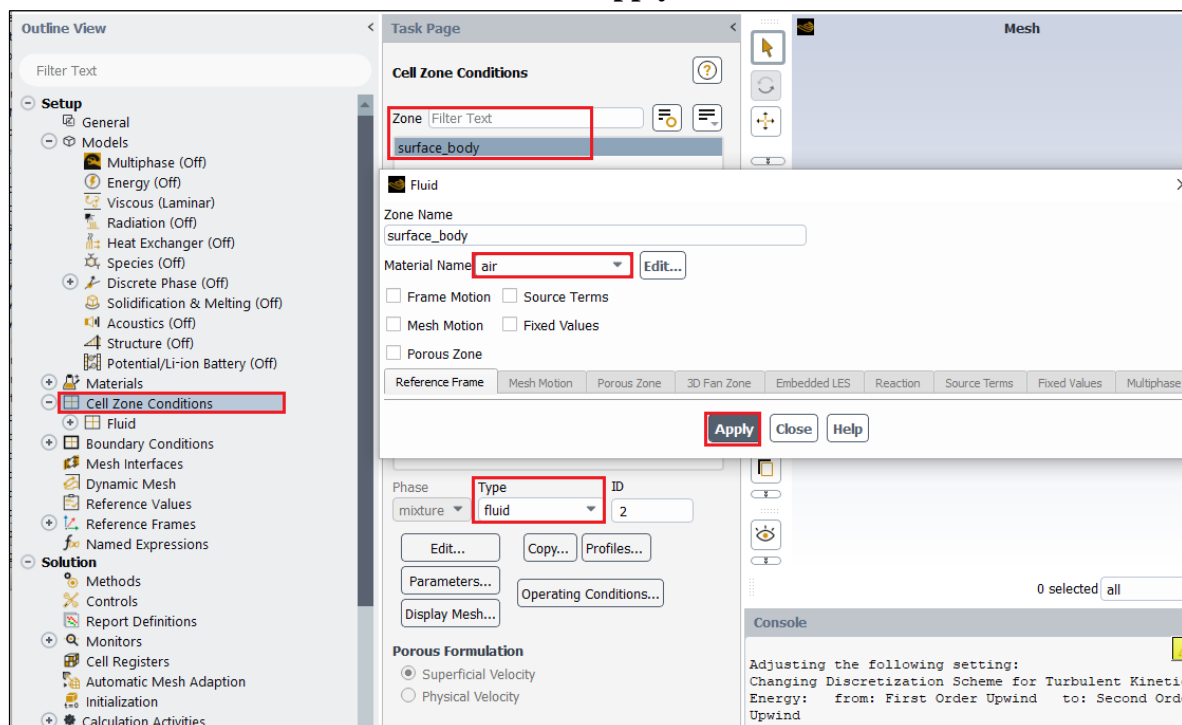 Outline View <
Filter Text
Setup
General
Models
Multiphase (Off)
Energy (Off)
Viscous (Laminar)
Radiation (Off)
Heat Exchanger (Off)
Species (Off)
Discrete Phase (Off)
Solidification & Melting (Off)
Acoustics (Off)
Structure (Off)
Potential/Li-ion Battery (Off)
Materials
Cell Zone Conditions
Fluid
Boundary Conditions
Mesh Interfaces
Dynamic Mesh
Reference Values
Reference Frames
Named Expressions
Solution
Methods
Controls
Report Definitions
Monitors
Cell Registers
Automatic Mesh Adaption
Initialization
Calculation Activities
Task Page <
Cell Zone Conditions
Zone Filter Text
surface_body
Fluid
Zone Name
surface_body
Material Name air Edit...
Frame Motion Source Terms
Mesh Motion Fixed Values
Porous Zone
Reference Frame Mesh Motion Porous Zone 3D Fan Zone Embedded LES Reaction Source Terms Fixed Values Multiphase
Apply Close Help
Phase Type ID
mixture fluid 2
Edit... Copy... Profiles...
Parameters... Operating Conditions...
Display Mesh...
Porous Formulation
Superficial Velocity
Physical Velocity
Mesh
0 selected all
Console
Adjusting the following setting:
Changing Discretization Scheme for Turbulent Kineti
Energy: from: First Order Upwind to: Second Ord
Upwind